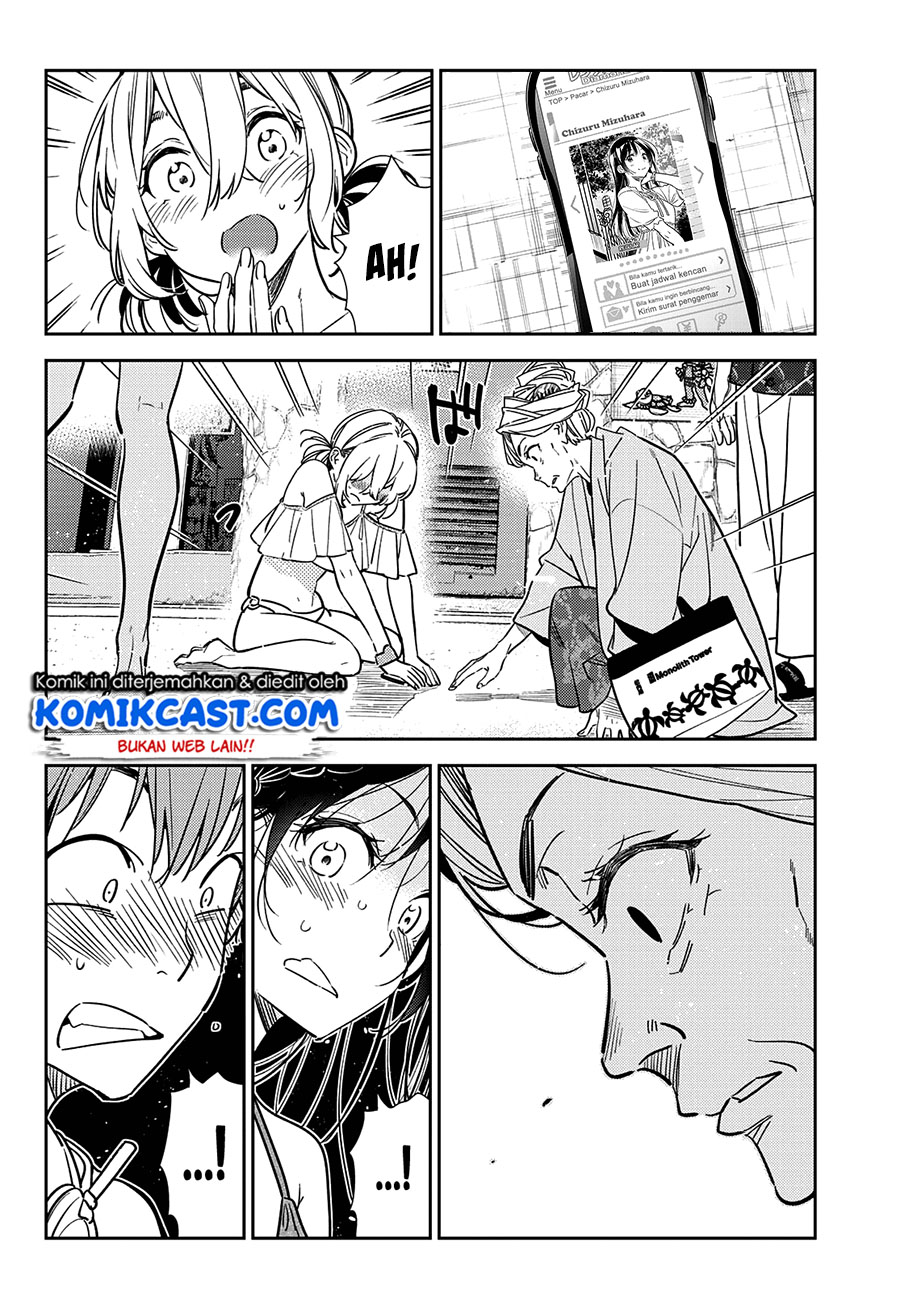 Menu
TOP > Pacar > Chizuru Mizuhara
Chizuru Mizuhara
Bila kamu tertarik...
Buat jadwal kencan
Bila kamu ingin berbincang...
Kirim surat penggemar
AH!
Monolith Tower
Komik ini diterjemahkan & diedit oleh
KOMIKCAST.COM
BUKAN WEB LAIN!!
...!
...!